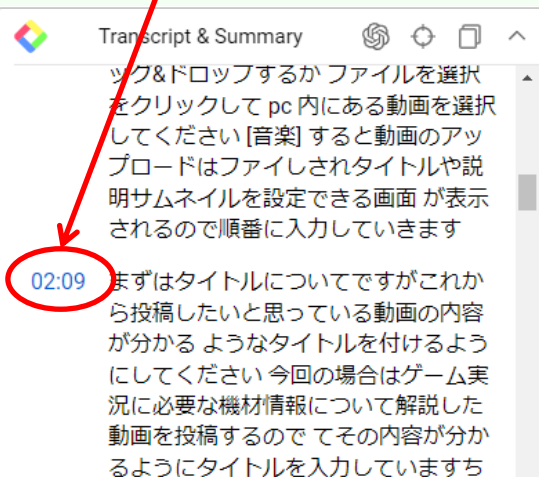 Transcript & Summary
ッグ&ドロップするか ファイルを選択
をクリックして pc 内にある動画を選択
してください [音楽] すると動画のアッ
プロードはファイしされタイトルや説
明サムネイルを設定できる画面 が表示
されるので順番に入力していきます
02:09 まずはタイトルについてですがこれか
ら投稿したいと思っている動画の内容
が分かる ようなタイトルを付けるよう
にしてください 今回の場合はゲーム実
況に必要な機材情報について解説した
動画を投稿するので てその内容が分か
るようにタイトルを入力していますち